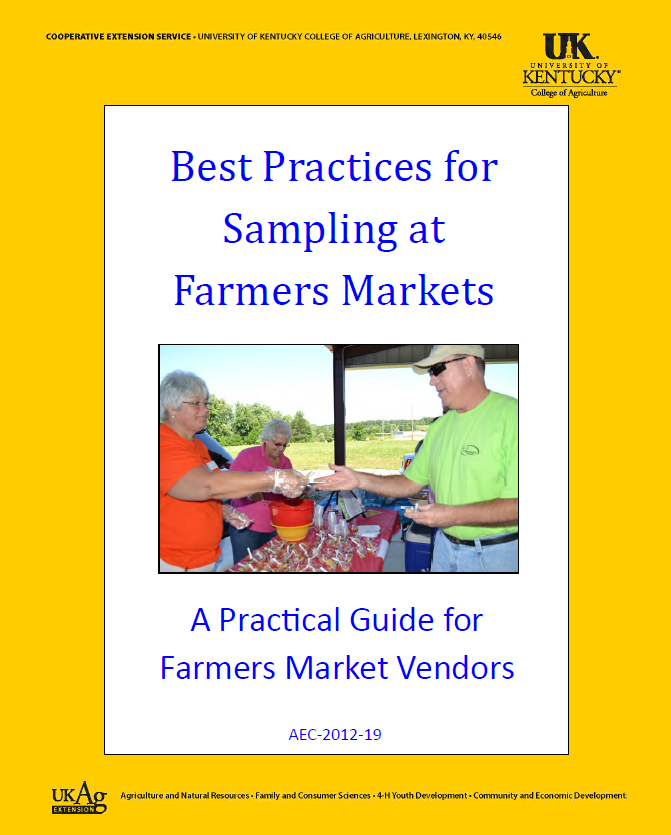 COOPERATIVE EXTENSION SERVICE • UNIVERSITY OF KENTUCKY COLLEGE OF AGRICULTURE, LEXINGTON, KY, 40546
UK
UNIVERSITY OF
KENTUCKY™
College of Agriculture
Best Practices for
Sampling at
Farmers Markets
A Practical Guide for
Farmers Market Vendors
AEC-2012-19
UKAg
EXTENSION
Agriculture and Natural Resources • Family and Consumer Sciences • 4-H Youth Development • Community and Economic Development